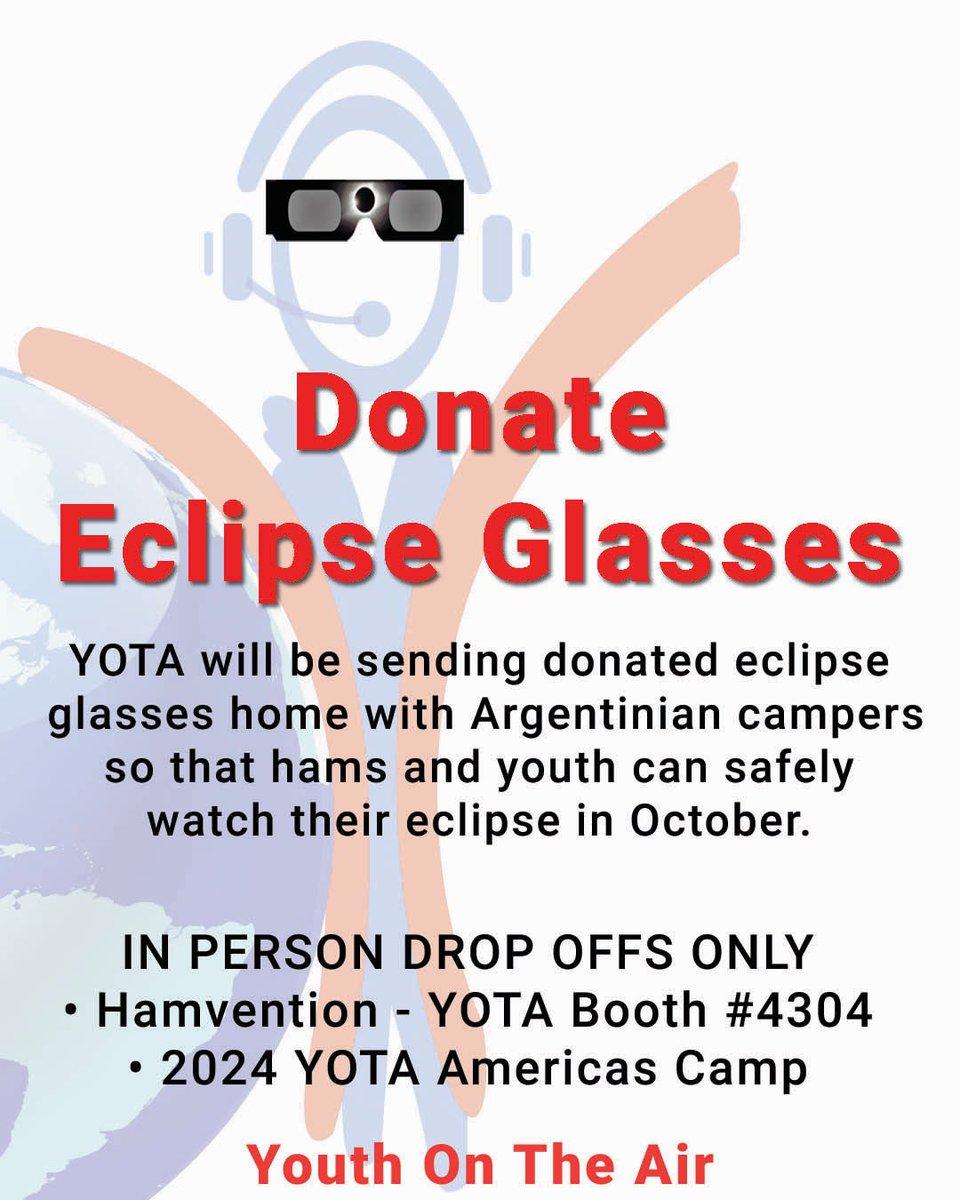 Donate
Eclipse Glasses
YOTA will be sending donated eclipse
glasses home with Argentinian campers
so that hams and youth can safely
watch their eclipse in October.
IN PERSON DROP OFFS ONLY
• Hamvention - YOTA Booth #4304
• 2024 YOTA Americas Camp
Youth On The Air